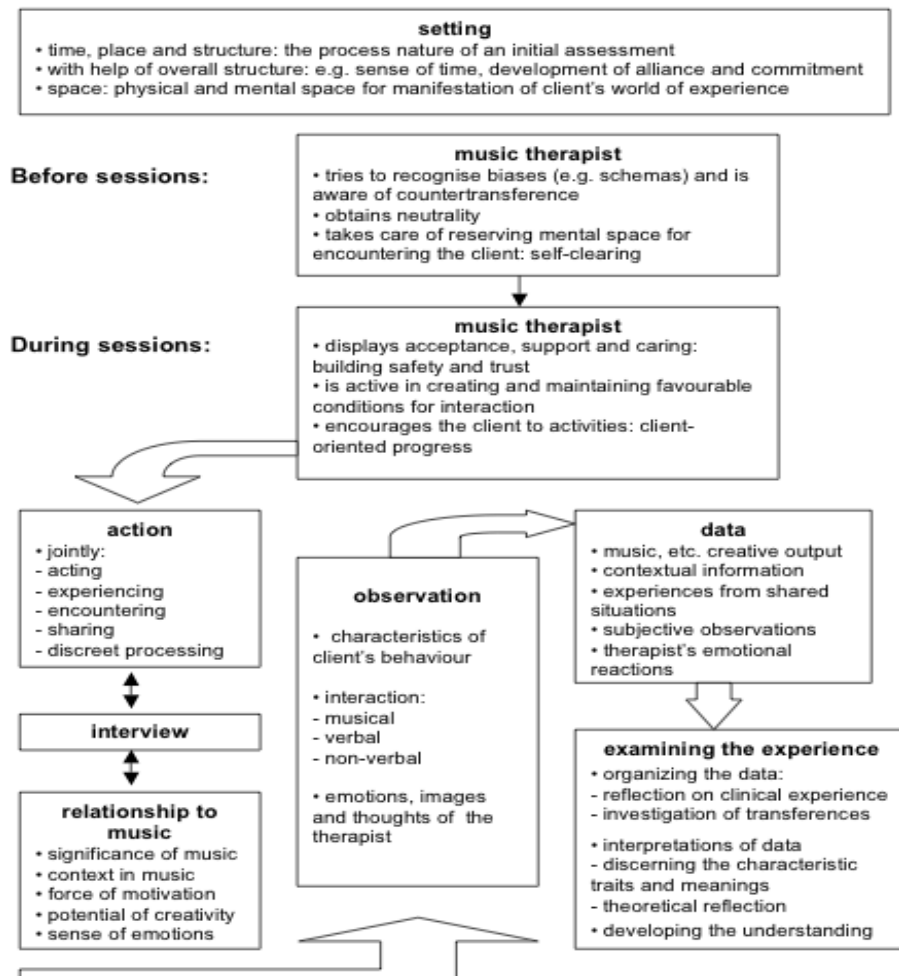 setting
• time, place and structure: the process nature of an initial assessment
• with help of overall structure: e.g. sense of time, development of alliance and commitment
• space: physical and mental space for manifestation of client's world of experience
Before sessions:
music therapist
• tries to recognise biases (e.g. schemas) and is
aware of countertransference
• obtains neutrality
• takes care of reserving mental space for
encountering the client: self-clearing
During sessions:
music therapist
• displays acceptance, support and caring:
building safety and trust
• is active in creating and maintaining favourable
conditions for interaction
• encourages the client to activities: client-
oriented progress
action
• jointly:
- acting
- experiencing
- encountering
- sharing
- discreet processing
interview
relationship to
music
• significance of music
• context in music
• force of motivation
• potential of creativity
• sense of emotions
observation
• characteristics of
client's behaviour
• interaction:
- musical
- verbal
- non-verbal
• emotions, images
and thoughts of the
therapist
data
• music, etc. creative output
• contextual information
• experiences from shared
situations
• subjective observations
• therapist's emotional
reactions
examining the experience
• organizing the data:
- reflection on clinical experience
- investigation of transferences
• interpretations of data
- discerning the characteristic
traits and meanings
- theoretical reflection
• developing the understanding